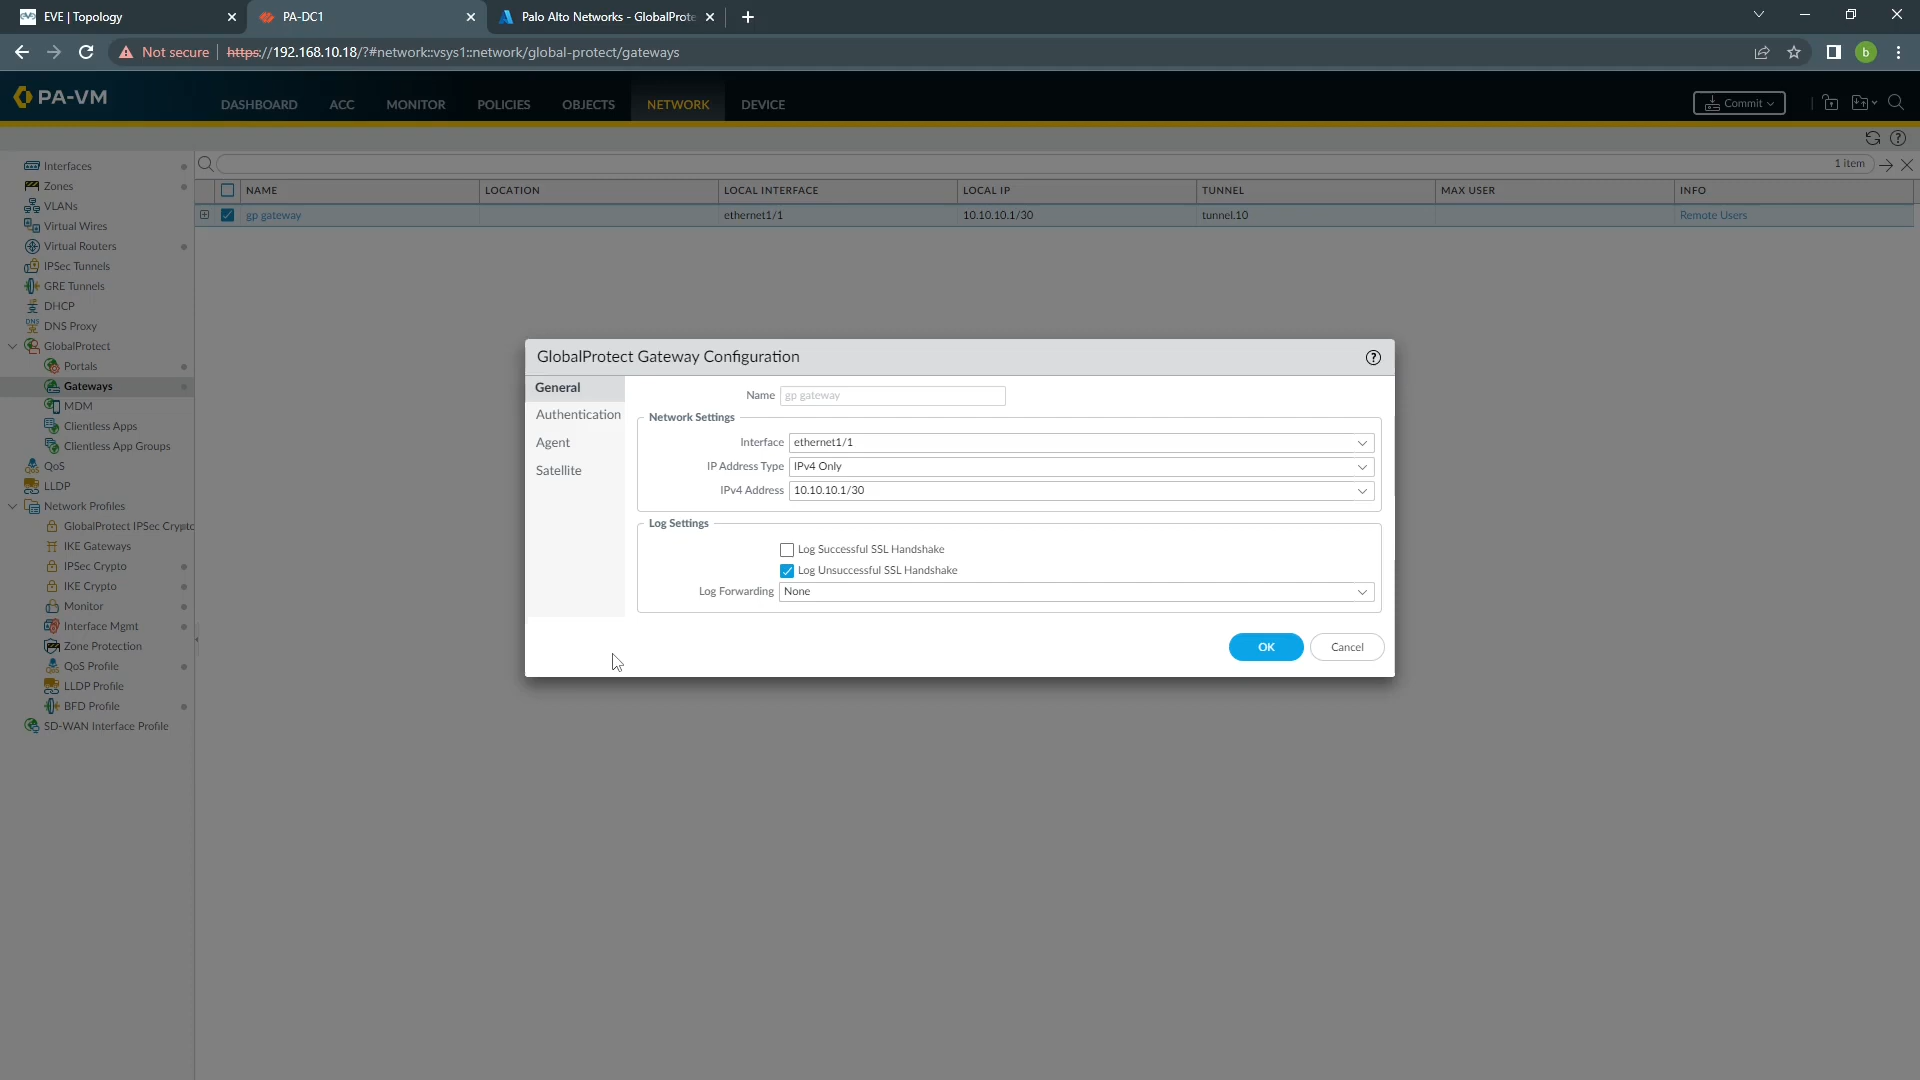 EVE | Topology
PA-DC1
Palo Alto Networks - GlobalProte
Not secure
https://192.168.10.18/?#network::vsys1::network/global-protect/gateways
b
PA-VM
DASHBOARD
ACC
MONITOR
POLICIES
OBJECTS
NETWORK
DEVICE
Commit
1 item
Interfaces
Zones
VLANs
Virtual Wires
Virtual Routers
IPSec Tunnels
GRE Tunnels
DHCP
DNS Proxy
GlobalProtect
Portals
Gateways
MDM
Clientless Apps
Clientless App Groups
QoS
LLDP
Network Profiles
GlobalProtect IPSec Crypto
IKE Gateways
IPSec Crypto
IKE Crypto
Monitor
Interface Mgmt
Zone Protection
QoS Profile
LLDP Profile
BFD Profile
SD-WAN Interface Profile
NAME
LOCATION
LOCAL INTERFACE
LOCAL IP
TUNNEL
MAX USER
INFO
gp gateway
ethernet1/1
10.10.10.1/30
tunnel.10
Remote Users
GlobalProtect Gateway Configuration
General
Authentication
Agent
Satellite
Name gp gateway
Network Settings
Interface ethernet1/1
IP Address Type IPv4 Only
IPv4 Address 10.10.10.1/30
Log Settings
Log Successful SSL Handshake
Log Unsuccessful SSL Handshake
Log Forwarding None
OK
Cancel